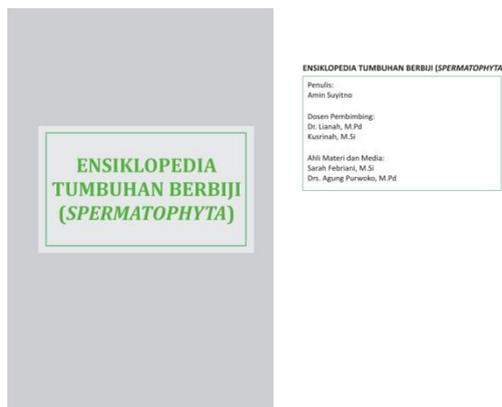 ENSIKLOPEDIA
TUMBUHAN BERBIJI
(SPERMATOPHYTA)
ENSIKLOPEDIA TUMBUHAN BERBIJI (SPERMATOPHYTA
Penulis:
Amin Suyitno
Dosen Pembimbing:
Dr. Lianah, M.Pd
Kusrinah, M.Si
Ahli Materi dan Media:
Sarah Febriani, M.Si
Drs. Agung Purwoko, M.Pd